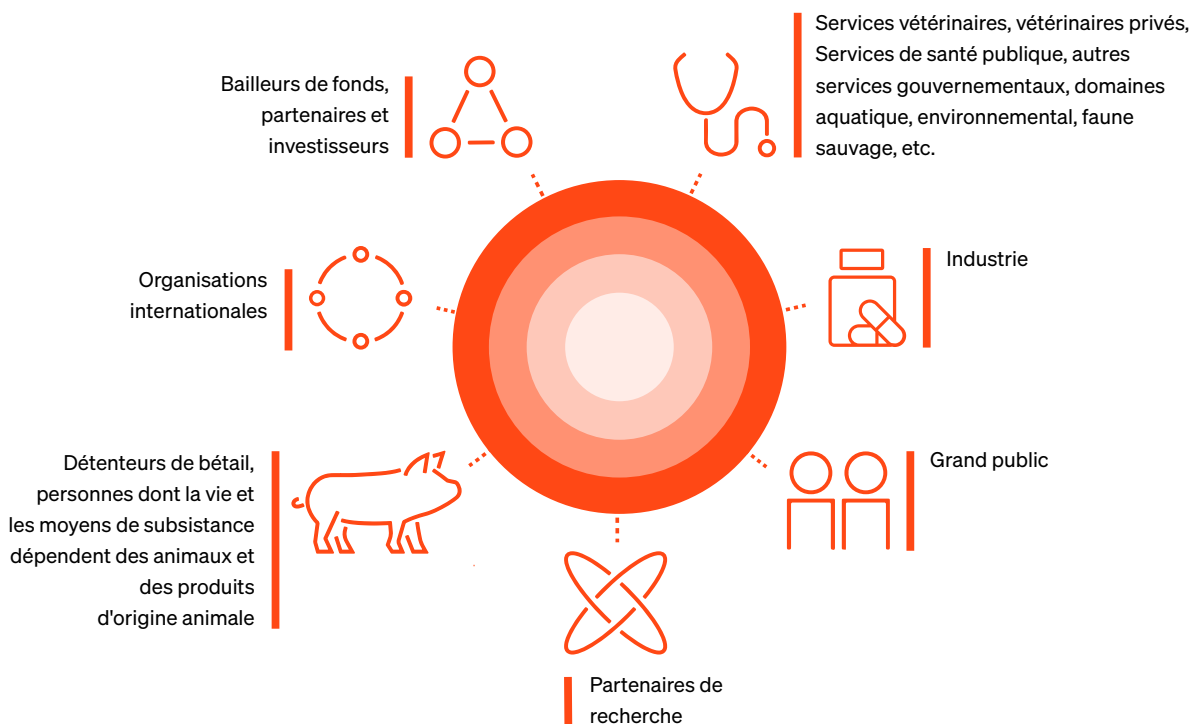 Services vétérinaires, vétérinaires privés,
Services de santé publique, autres
services gouvernementaux, domaines
aquatique, environnemental, faune
sauvage, etc.
Bailleurs de fonds,
partenaires et
investisseurs
Organisations
internationales
Industrie
Détenteurs de bétail,
personnes dont la vie et
les moyens de subsistance
dépendent des animaux et
des produits
d'origine animale
Grand public
Partenaires de
recherche